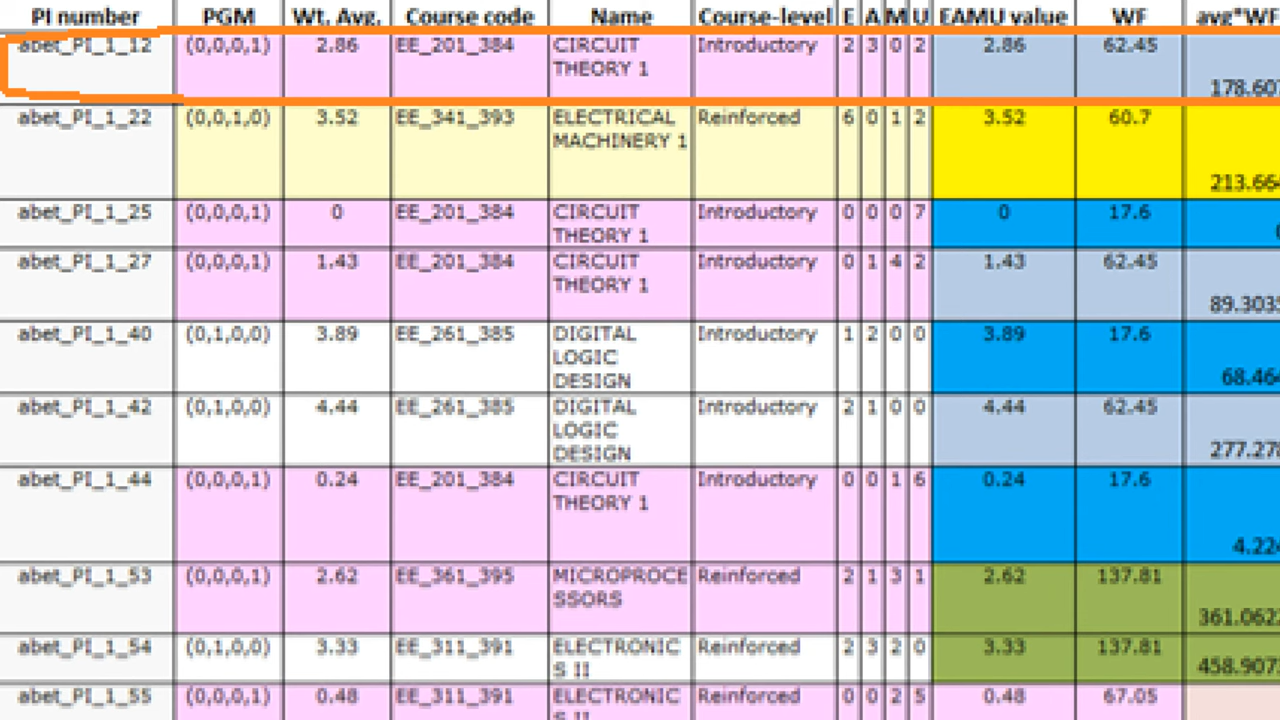 PI number PGM Wt. Avg. Course code Name Course-level E A M U EAMU value WF avg*WF
abet_PI_1_12 (0,0,0,1) 2.86 EE_201_384 CIRCUIT Introductory 2 3 0 2 2.86 62.45
THEORY 1
178.607
abet_PI_1_22 (0,0,1,0) 3.52 EE_341_393 ELECTRICAL Reinforced 6 0 1 2 3.52 60.7
MACHINERY 1
213.664
abet_PI_1_25 (0,0,0,1) 0 EE_201_384 CIRCUIT Introductory 0 0 0 7 0 17.6
THEORY 1
abet_PI_1_27 (0,0,0,1) 1.43 EE_201_384 CIRCUIT Introductory 0 1 4 2 1.43 62.45
THEORY 1
89.3035
abet_PI_1_40 (0,1,0,0) 3.89 EE_261_385 DIGITAL Introductory 1 2 0 0 3.89 17.6
LOGIC
DESIGN 68.464
abet_PI_1_42 (0,1,0,0) 4.44 EE_261_385 DIGITAL Introductory 2 1 0 0 4.44 62.45
LOGIC
DESIGN 277.278
abet_PI_1_44 (0,0,0,1) 0.24 EE_201_384 CIRCUIT Introductory 0 0 1 6 0.24 17.6
THEORY 1
4.224
abet_PI_1_53 (0,0,0,1) 2.62 EE_361_395 MICROPROCE Reinforced 2 1 3 1 2.62 137.81
SSORS
361.0622
abet_PI_1_54 (0,1,0,0) 3.33 EE_311_391 ELECTRONIC Reinforced 2 3 2 0 3.33 137.81
S II 458.9073
abet_PI_1_55 (0,0,0,1) 0.48 EE_311_391 ELECTRONIC Reinforced 0 0 2 5 0.48 67.05
S II